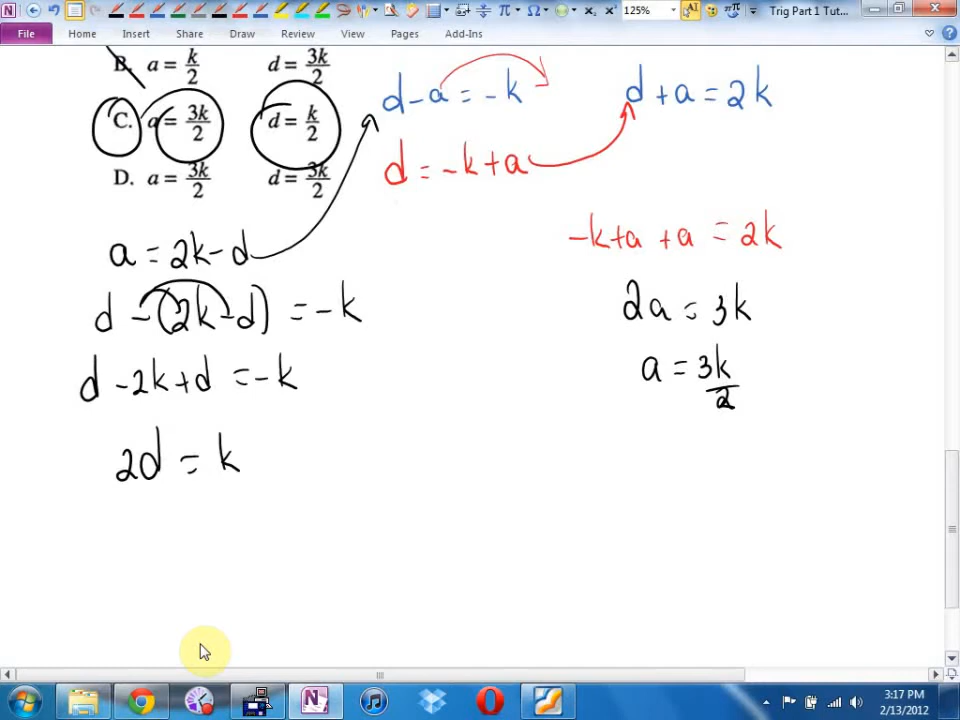 125%
Trig Part 1 Tut...
File Home Insert Share Draw Review View Pages Add-Ins
B. a = k/2 d = 3k/2
C. a = 3k/2 d = k/2
D. a = 3k/2 d = 3k/2
d - a = -k
d + a = 2k
d = -k + a
-k + a + a = 2k
a = 2k - d
2a = 3k
d - (2k - d) = -k
a = 3k/2
d - 2k + d = -k
2d = k
3:17 PM
2/13/2012